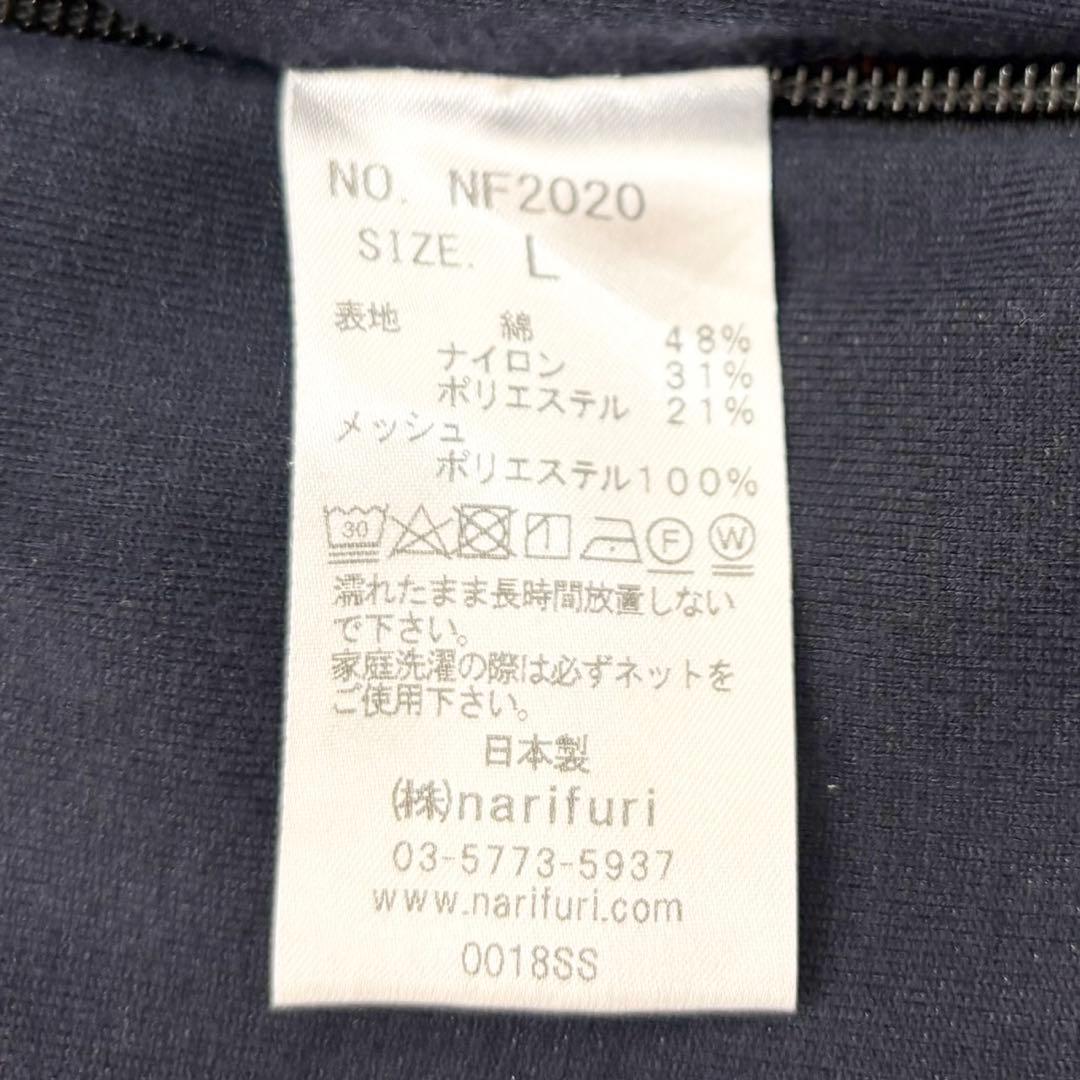 NO. NF2020
SIZE. L
表地 綿 48%
ナイロン 31%
ポリエステル 21%
メッシュ
ポリエステル100%
30 F W
濡れたまま長時間放置しない
で下さい。
家庭洗濯の際は必ずネットを
ご使用下さい。
日本製
(株)narifuri
03-5773-5937
www.narifuri.com
0018SS